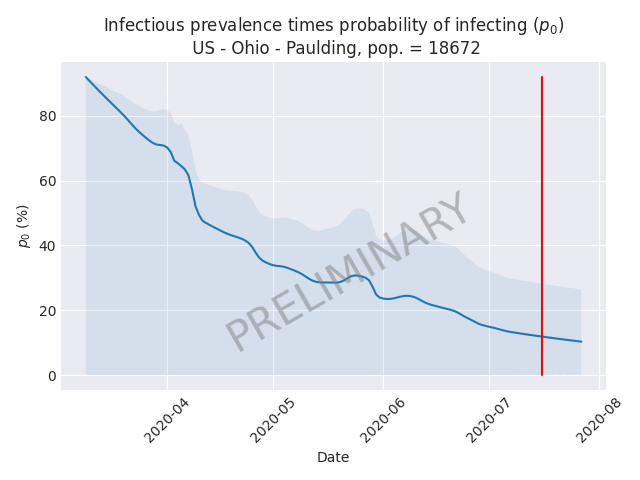 Infectious prevalence times probability of infecting (p₀)
US - Ohio - Paulding, pop. = 18672
p₀ (%)
80
60
40
20
0
PRELIMINARY
2020-04
2020-05
2020-06
2020-07
2020-08
Date